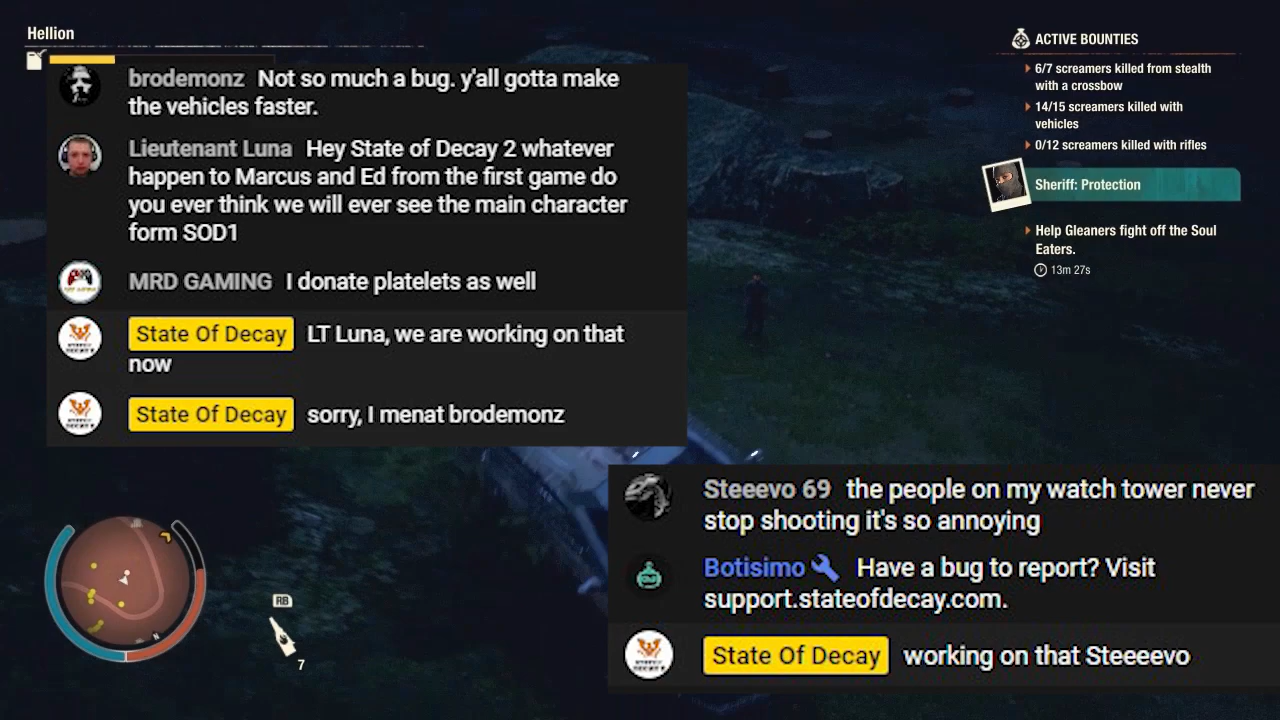 Hellion
brodemonz Not so much a bug. y'all gotta make
the vehicles faster.
Lieutenant Luna Hey State of Decay 2 whatever
happen to Marcus and Ed from the first game do
you ever think we will ever see the main character
form SOD1
MRD GAMING I donate platelets as well
State Of Decay LT Luna, we are working on that
now
State Of Decay sorry, I menat brodemonz
ACTIVE BOUNTIES
6/7 screamers killed from stealth
with a crossbow
14/15 screamers killed with
vehicles
0/12 screamers killed with rifles
Sheriff: Protection
Help Gleaners fight off the Soul
Eaters.
13m 27s
Steeevo 69 the people on my watch tower never
stop shooting it's so annoying
Botisimo Have a bug to report? Visit
support.stateofdecay.com.
State Of Decay working on that Steeeevo
N
RB
7